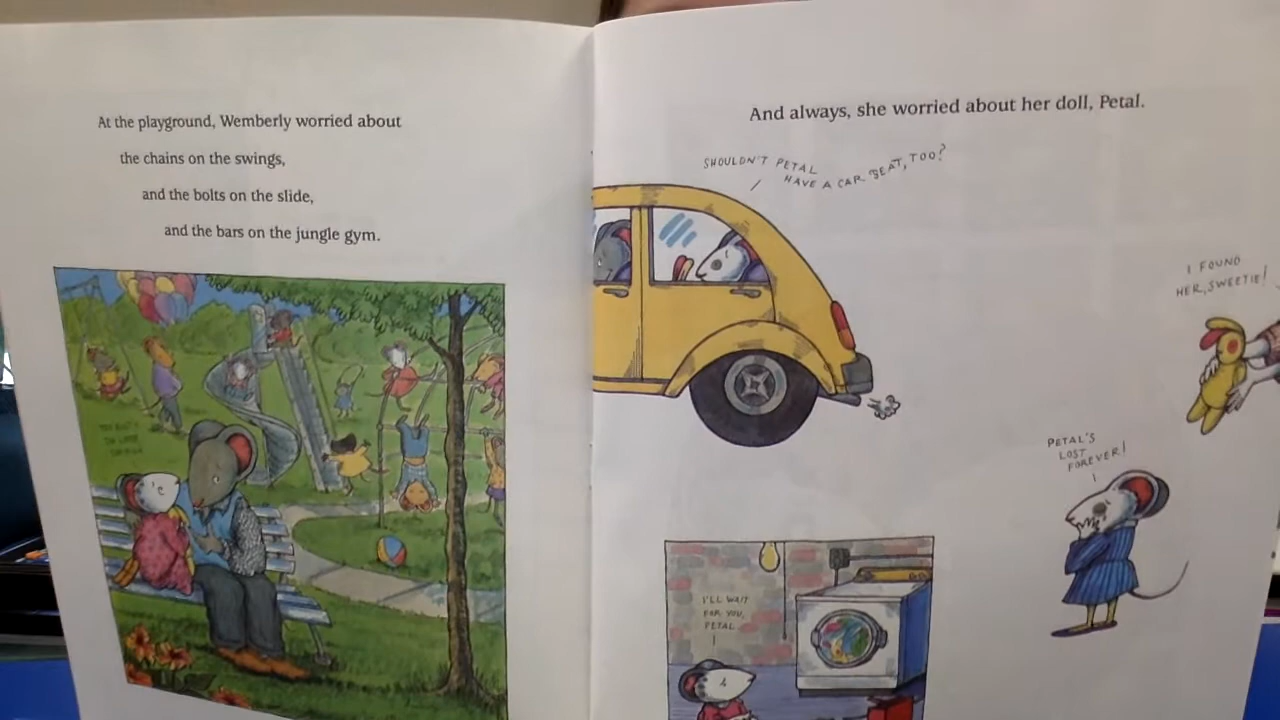 At the playground, Wemberly worried about
the chains on the swings,
and the bolts on the slide,
and the bars on the jungle gym.
And always, she worried about her doll, Petal.
SHOULDN'T PETAL
HAVE A CAR SEAT, TOO?
I FOUND
HER, SWEETIE!
PETAL'S
LOST
FOREVER!
I'LL WAIT
FOR YOU,
PETAL